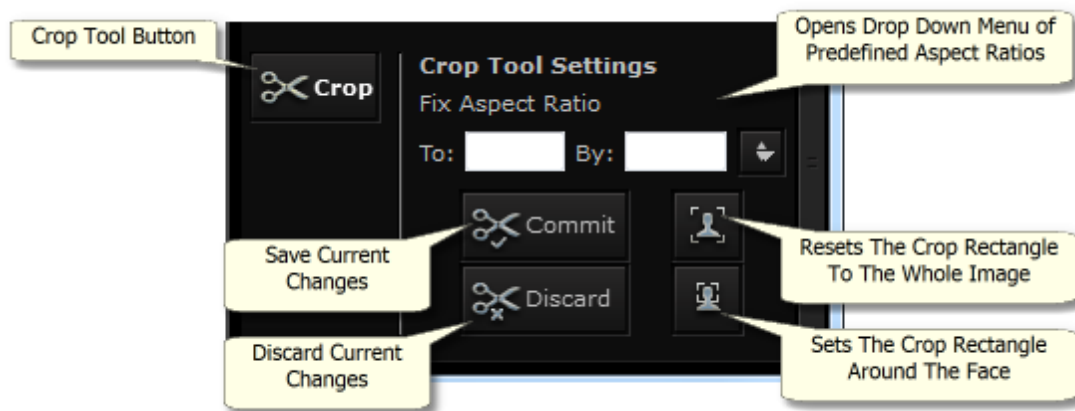 Crop Tool Button
Opens Drop Down Menu of
Predefined Aspect Ratios
Crop
Crop Tool Settings
Fix Aspect Ratio
To: By:
Commit
Save Current
Changes
Resets The Crop Rectangle
To The Whole Image
Discard
Discard Current
Changes
Sets The Crop Rectangle
Around The Face